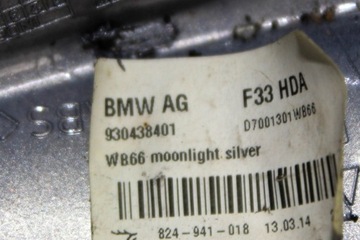 BMW AG F33 HDA
930438401 D7001301WB66
WB66 moonlight silver
824-941-018 13.03.14